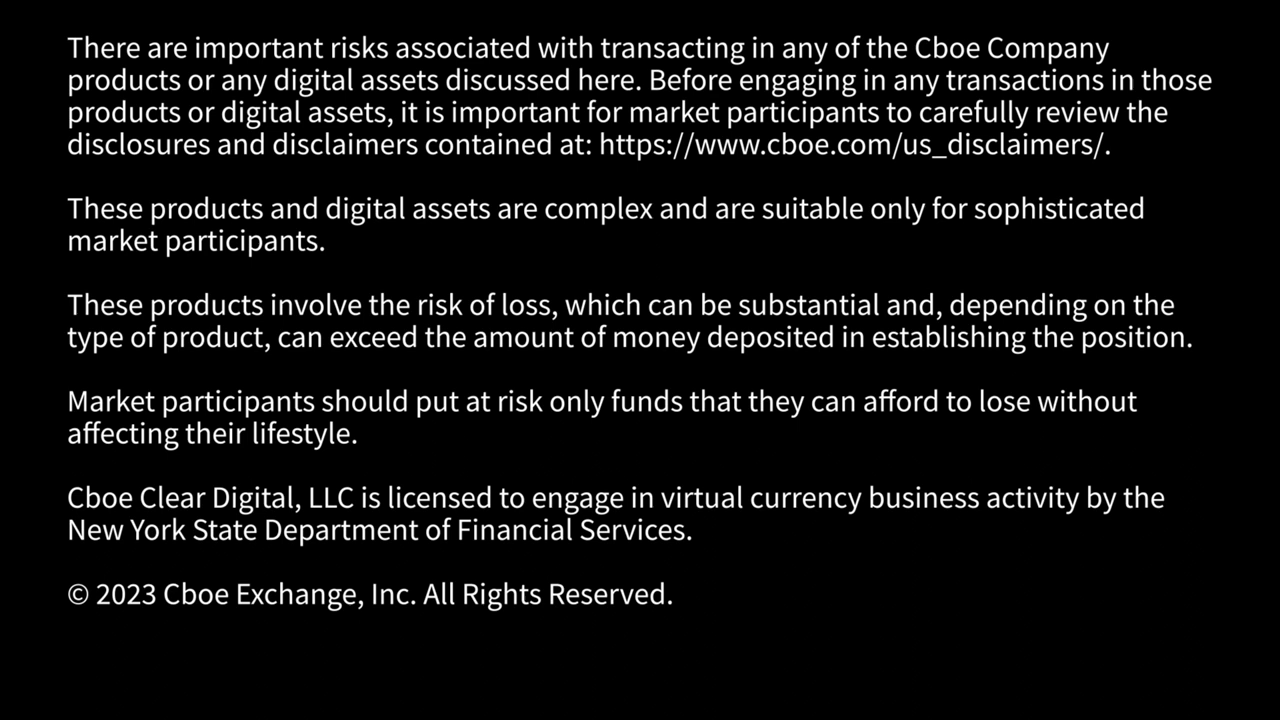 There are important risks associated with transacting in any of the Cboe Company
products or any digital assets discussed here. Before engaging in any transactions in those
products or digital assets, it is important for market participants to carefully review the
disclosures and disclaimers contained at: https://www.cboe.com/us_disclaimers/.
These products and digital assets are complex and are suitable only for sophisticated
market participants.
These products involve the risk of loss, which can be substantial and, depending on the
type of product, can exceed the amount of money deposited in establishing the position.
Market participants should put at risk only funds that they can afford to lose without
affecting their lifestyle.
Cboe Clear Digital, LLC is licensed to engage in virtual currency business activity by the
New York State Department of Financial Services.
© 2023 Cboe Exchange, Inc. All Rights Reserved.